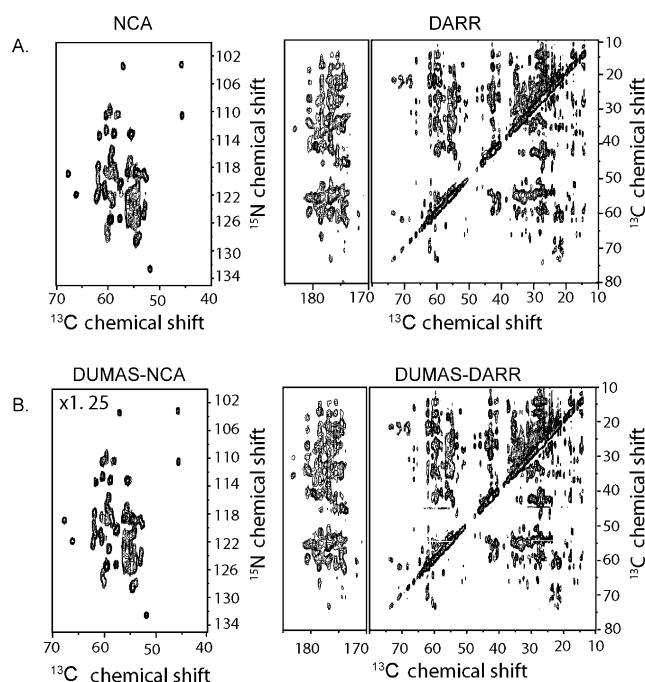 NCA
DARR
A.
102
106
110
114
118
122
126
130
134
15N chemical shift
70 60 50 40
13C chemical shift
10
20
30
40
50
60
70
80
13C chemical shift
180 170 70 60 50 40 30 20 10
13C chemical shift
DUMAS-NCA
DUMAS-DARR
B.
x1.25
102
106
110
114
118
122
126
130
134
15N chemical shift
70 60 50 40
13C chemical shift
10
20
30
40
50
60
70
80
13C chemical shift
180 170 70 60 50 40 30 20 10
13C chemical shift